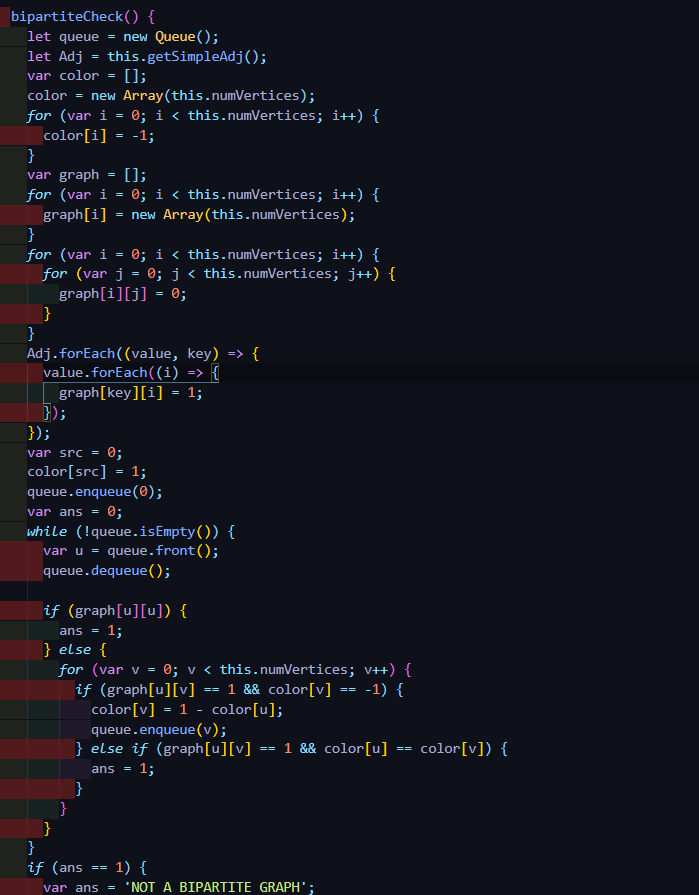 bipartiteCheck() {
let queue = new Queue();
let Adj = this.getSimpleAdj();
var color = [];
color = new Array(this.numVertices);
for (var i = 0; i < this.numVertices; i++) {
color[i] = -1;
}
var graph = [];
for (var i = 0; i < this.numVertices; i++) {
graph[i] = new Array(this.numVertices);
}
for (var i = 0; i < this.numVertices; i++) {
for (var j = 0; j < this.numVertices; j++) {
graph[i][j] = 0;
}
}
Adj.forEach((value, key) => {
value.forEach((i) => {
graph[key][i] = 1;
});
});
var src = 0;
color[src] = 1;
queue.enqueue(0);
var ans = 0;
while (!queue.isEmpty()) {
var u = queue.front();
queue.dequeue();
if (graph[u][u]) {
ans = 1;
} else {
for (var v = 0; v < this.numVertices; v++) {
if (graph[u][v] == 1 && color[v] == -1) {
color[v] = 1 - color[u];
queue.enqueue(v);
} else if (graph[u][v] == 1 && color[u] == color[v]) {
ans = 1;
}
}
}
}
if (ans == 1) {
var ans = 'NOT A BIPARTITE GRAPH';